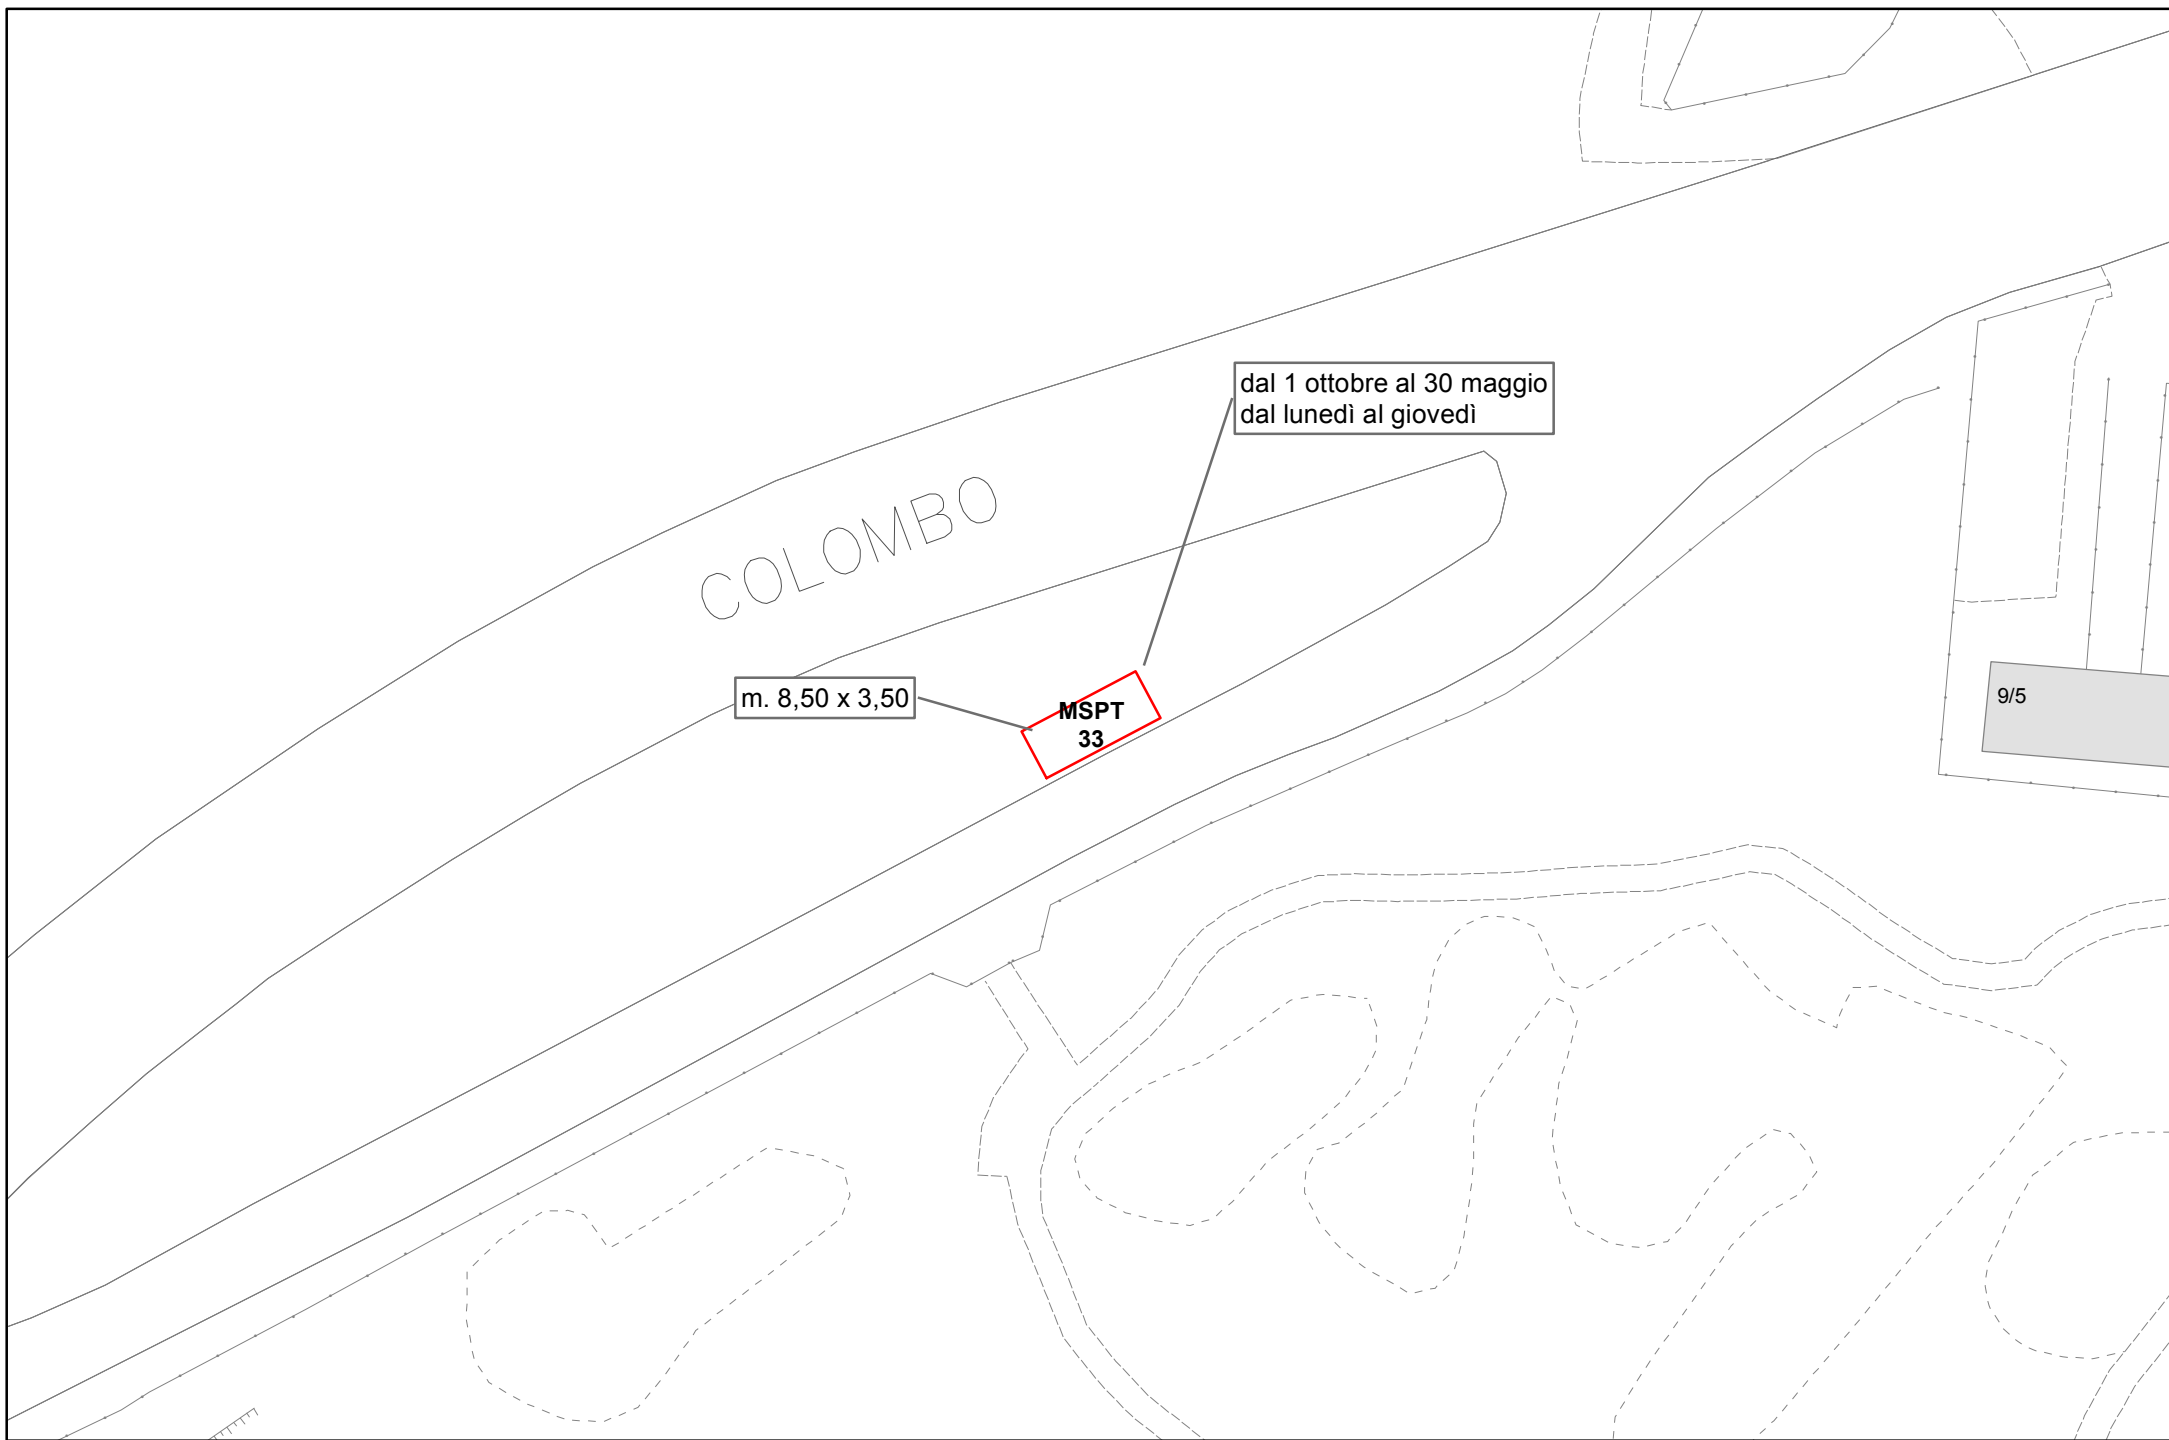 dal 1 ottobre al 30 maggio
dal lunedì al giovedì
COLOMBO
m. 8,50 x 3,50
MSPT
33
9/5